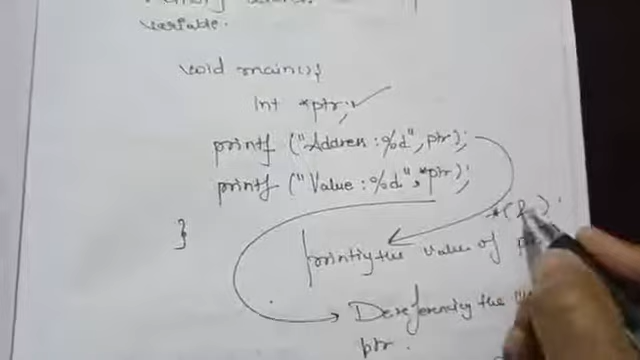 variable.
void main(){
int *ptr;
printf ("Address:%d", ptr);
printf ("Value:%d", *ptr);
}
*(
printing the value of
Dereferencing the
ptr.